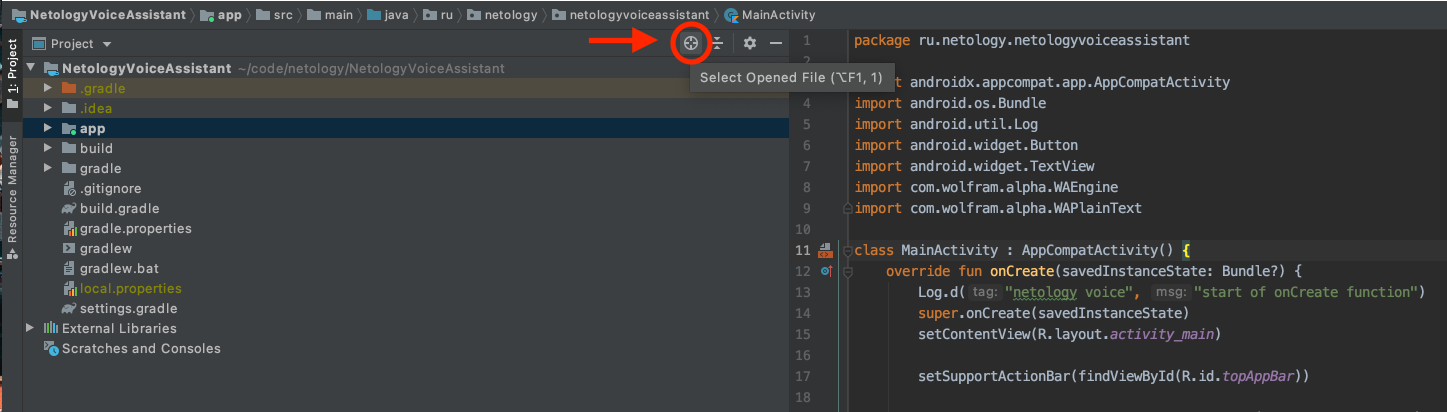 NetologyVoiceAssistant app src main java ru netology netologyvoiceassistant MainActivity
1: Project
Resource Manager
Project
NetologyVoiceAssistant ~/code/netology/NetologyVoiceAssistant
.gradle
.idea
app
build
gradle
.gitignore
build.gradle
gradle.properties
gradlew
gradlew.bat
local.properties
settings.gradle
External Libraries
Scratches and Consoles
Select Opened File (⌥F1, 1)
1 package ru.netology.netologyvoiceassistant
2
rt androidx.appcompat.app.AppCompatActivity
4 import android.os.Bundle
5 import android.util.Log
6 import android.widget.Button
7 import android.widget.TextView
8 import com.wolfram.alpha.WAEngine
9 import com.wolfram.alpha.WAPlainText
10
11 class MainActivity : AppCompatActivity() {
12 override fun onCreate(savedInstanceState: Bundle?) {
13 Log.d( tag: "netology voice", msg: "start of onCreate function")
14 super.onCreate(savedInstanceState)
15 setContentView(R.layout.activity_main)
16
17 setSupportActionBar(findViewById(R.id.topAppBar))
18